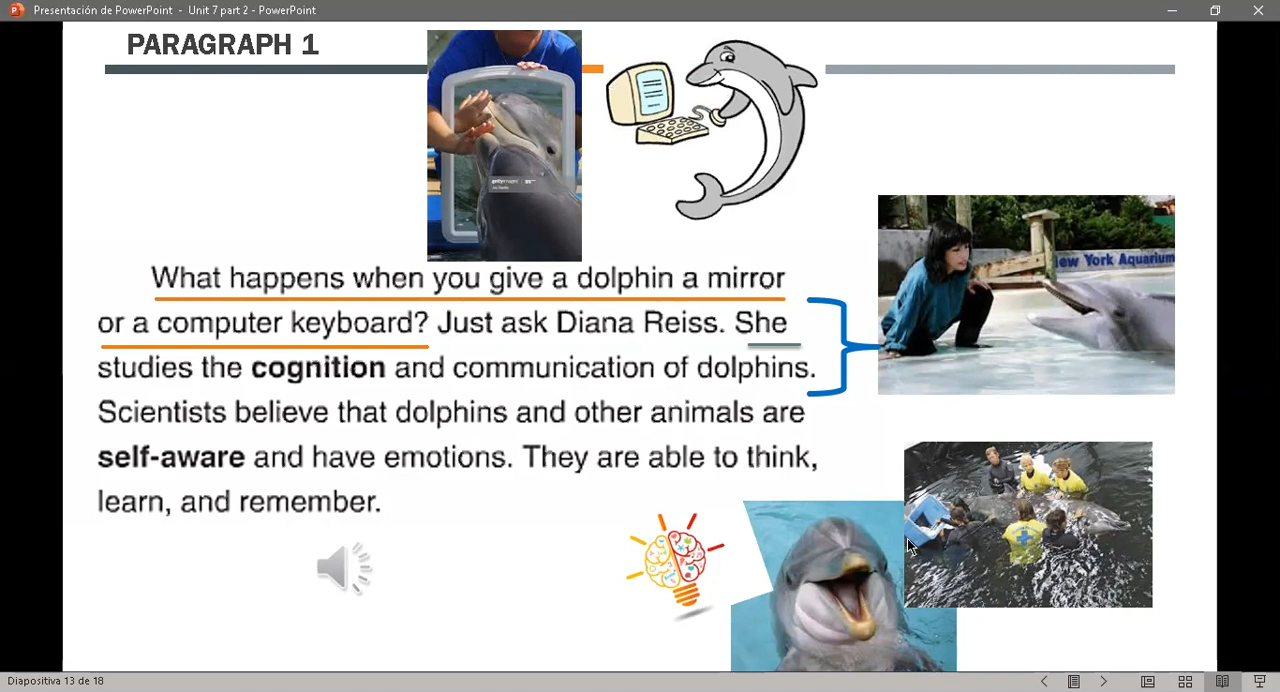 Presentación de PowerPoint - Unit 7 part 2 - PowerPoint
PARAGRAPH 1
gettyimages
New York Aquarium
What happens when you give a dolphin a mirror
or a computer keyboard? Just ask Diana Reiss. She
studies the cognition and communication of dolphins.
Scientists believe that dolphins and other animals are
self-aware and have emotions. They are able to think,
learn, and remember.
Diapositiva 13 de 18